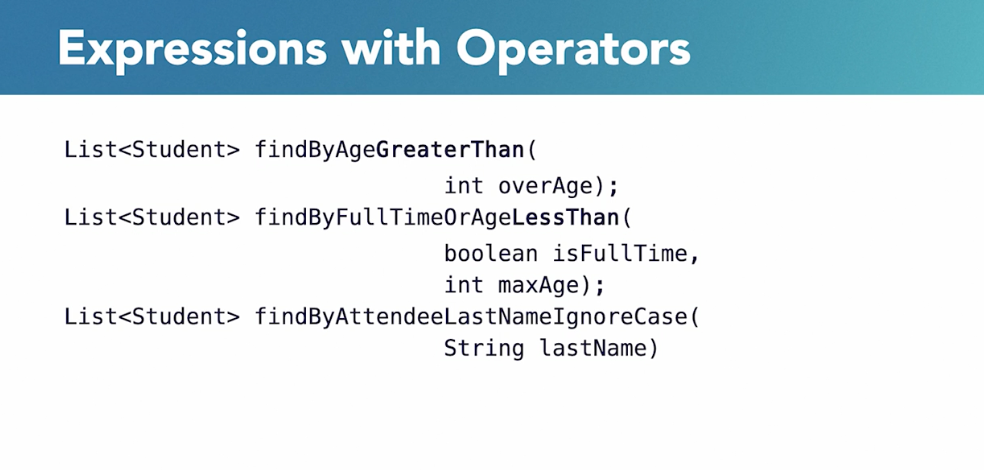 Expressions with Operators
List<Student> findByAgeGreaterThan(
int overAge);
List<Student> findByFullTimeOrAgeLessThan(
boolean isFullTime,
int maxAge);
List<Student> findByAttendeeLastNameIgnoreCase(
String lastName)